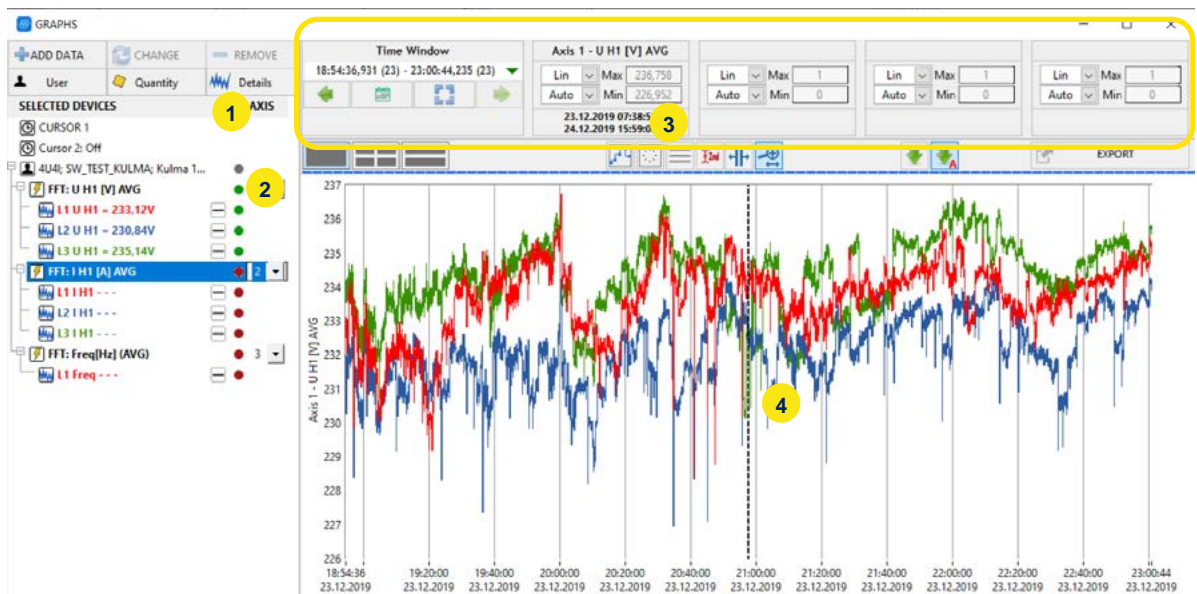 GRAPHS
ADD DATA CHANGE REMOVE
User Quantity Details
SELECTED DEVICES AXIS
1
CURSOR 1
Cursor 2: Off
4U4I; SW_TEST_KULMA; Kulma 1...
FFT: U H1 [V] AVG
2
L1 U H1 = 233,12V
L2 U H1 = 230,84V
L3 U H1 = 235,14V
FFT: I H1 [A] AVG 2
L1 I H1 - - -
L2 I H1 - - -
L3 I H1 - - -
FFT: Freq[Hz] (AVG) 3
L1 Freq - - -
Time Window
18:54:36,931 (23) - 23:00:44,235 (23)
Axis 1 - U H1 [V] AVG
Lin Max 236,758
Auto Min 226,952
23.12.2019 07:38:5
24.12.2019 15:59:0
3
Lin Max 1
Auto Min 0
Lin Max 1
Auto Min 0
Lin Max 1
Auto Min 0
2nd
A
EXPORT
Axis 1 - U H1 [V] AVG
237
236
235
234
233
232
231
230
229
228
227
226
4
18:54:36 19:20:00 19:40:00 20:00:00 20:20:00 20:40:00 21:00:00 21:20:00 21:40:00 22:00:00 22:20:00 22:40:00 23:00:44
23.12.2019 23.12.2019 23.12.2019 23.12.2019 23.12.2019 23.12.2019 23.12.2019 23.12.2019 23.12.2019 23.12.2019 23.12.2019 23.12.2019 23.12.2019